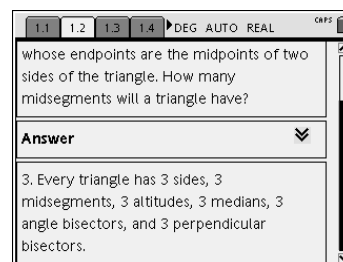 1.1 1.2 1.3 1.4 DEG AUTO REAL CAPS
whose endpoints are the midpoints of two
sides of the triangle. How many
midsegments will a triangle have?
Answer
3. Every triangle has 3 sides, 3
midsegments, 3 altitudes, 3 medians, 3
angle bisectors, and 3 perpendicular
bisectors.